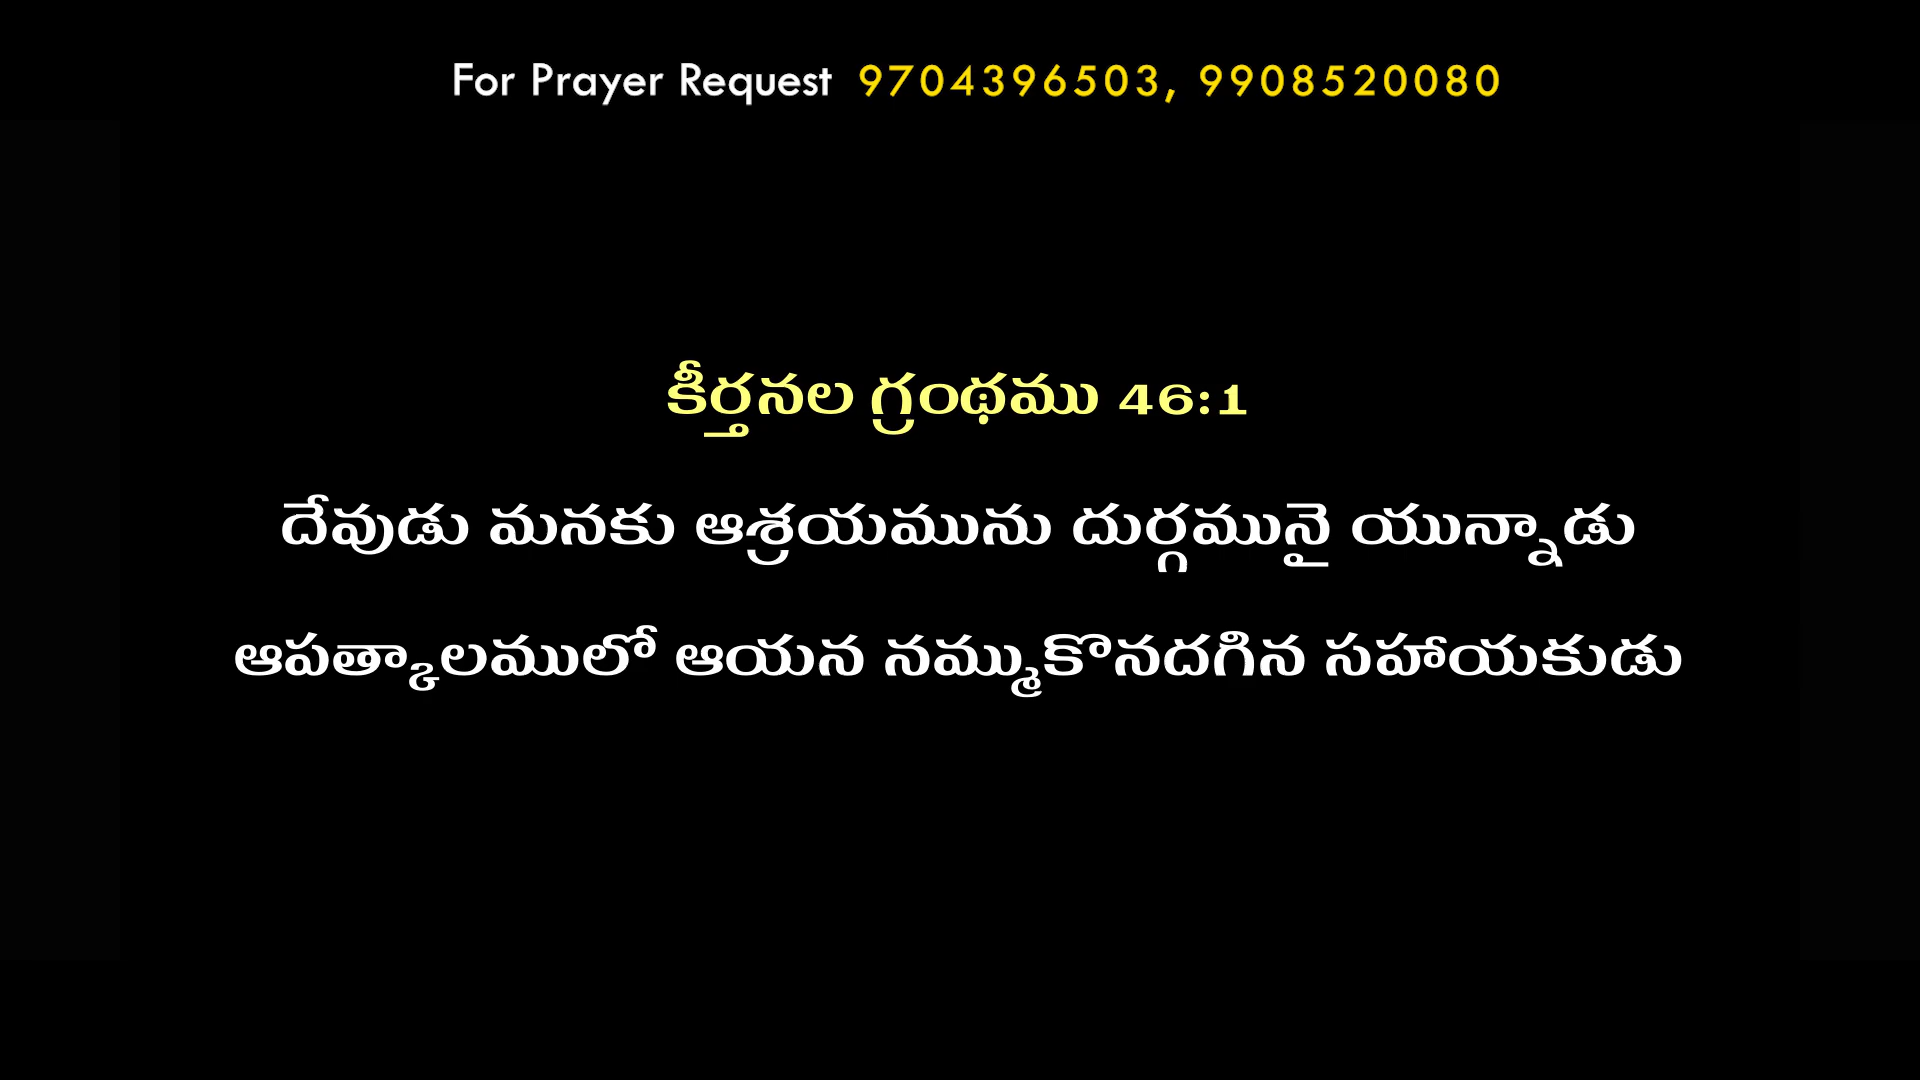 For Prayer Request 9704396503, 9908520080
కీర్తనల గ్రంథము 46:1
దేవుడు మనకు ఆశ్రయమును దుర్గమునై యున్నాడు
ఆపత్కాలములో ఆయన నమ్ముకొనదగిన సహాయకుడు